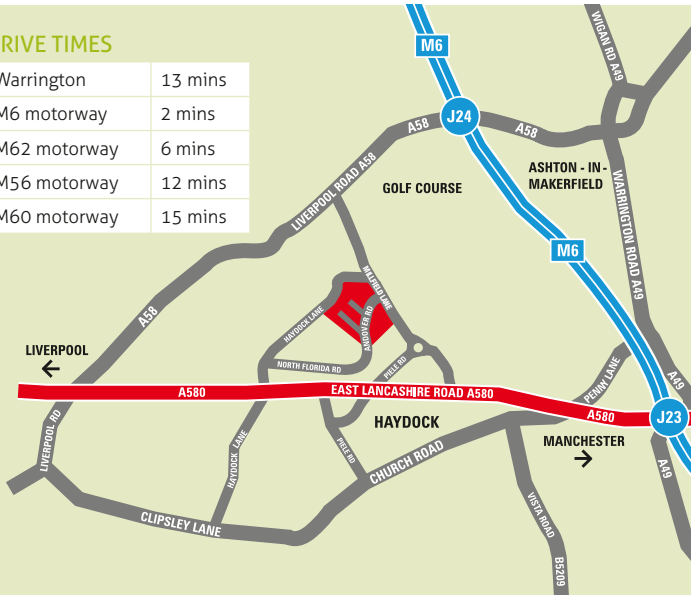 RIVE TIMES
Warrington 13 mins
M6 motorway 2 mins
M62 motorway 6 mins
M56 motorway 12 mins
M60 motorway 15 mins
M6
WIGAN RD A49
J24
A58
A58
LIVERPOOL ROAD A58
GOLF COURSE
ASHTON - IN -
MAKERFIELD
WARRINGTON ROAD A49
M6
A58
MILLFIELD LANE
HAYDOCK LANE
ANDOVER RD
NORTH FLORIDA RD
PIELE RD
LIVERPOOL
←
A580
EAST LANCASHIRE ROAD A580
PENNY LANE
A49
A580
J23
LIVERPOOL RD
HAYDOCK LANE
PIELE RD
HAYDOCK
CHURCH ROAD
MANCHESTER
→
A49
CLIPSLEY LANE
VISTA ROAD
B5209